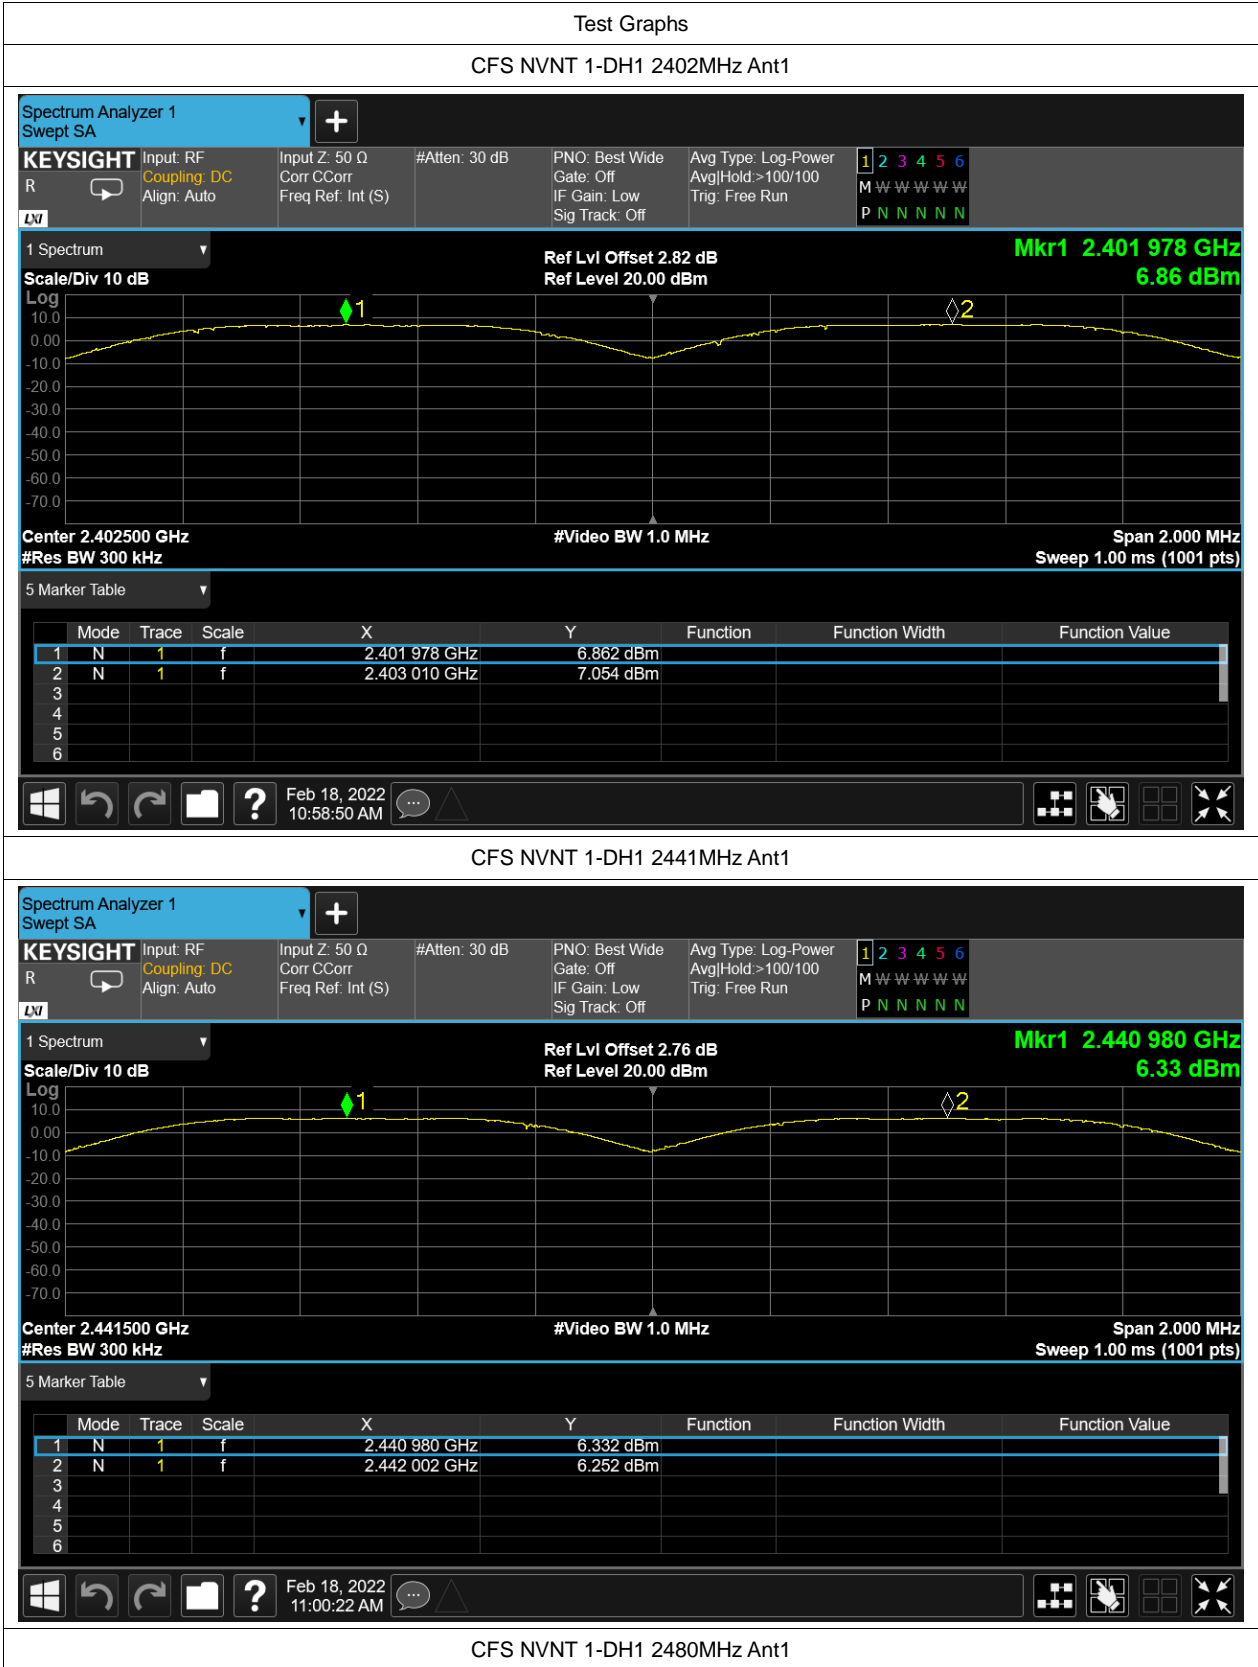 Test Graphs
CFS NVNT 1-DH1 2402MHz Ant1
Spectrum Analyzer 1
Swept SA
KEYSIGHT
R
LXI
Input: RF
Coupling: DC
Align: Auto
Input Z: 50 Ω
Corr CCorr
Freq Ref: Int (S)
#Atten: 30 dB
PNO: Best Wide
Gate: Off
IF Gain: Low
Sig Track: Off
Avg Type: Log-Power
Avg|Hold:>100/100
Trig: Free Run
1 2 3 4 5 6
M W W W W W
P N N N N N
1 Spectrum
Scale/Div 10 dB
Ref Lvl Offset 2.82 dB
Ref Level 20.00 dBm
Mkr1 2.401 978 GHz
6.86 dBm
Log
10.0
0.00
-10.0
-20.0
-30.0
-40.0
-50.0
-60.0
-70.0
1
2
Center 2.402500 GHz
#Res BW 300 kHz
#Video BW 1.0 MHz
Span 2.000 MHz
Sweep 1.00 ms (1001 pts)
5 Marker Table
Mode Trace Scale X Y Function Function Width Function Value
1 N 1 f 2.401 978 GHz 6.862 dBm
2 N 1 f 2.403 010 GHz 7.054 dBm
3
4
5
6
?
Feb 18, 2022
10:58:50 AM
CFS NVNT 1-DH1 2441MHz Ant1
Spectrum Analyzer 1
Swept SA
KEYSIGHT
R
LXI
Input: RF
Coupling: DC
Align: Auto
Input Z: 50 Ω
Corr CCorr
Freq Ref: Int (S)
#Atten: 30 dB
PNO: Best Wide
Gate: Off
IF Gain: Low
Sig Track: Off
Avg Type: Log-Power
Avg|Hold:>100/100
Trig: Free Run
1 2 3 4 5 6
M W W W W W
P N N N N N
1 Spectrum
Scale/Div 10 dB
Ref Lvl Offset 2.76 dB
Ref Level 20.00 dBm
Mkr1 2.440 980 GHz
6.33 dBm
Log
10.0
0.00
-10.0
-20.0
-30.0
-40.0
-50.0
-60.0
-70.0
1
2
Center 2.441500 GHz
#Res BW 300 kHz
#Video BW 1.0 MHz
Span 2.000 MHz
Sweep 1.00 ms (1001 pts)
5 Marker Table
Mode Trace Scale X Y Function Function Width Function Value
1 N 1 f 2.440 980 GHz 6.332 dBm
2 N 1 f 2.442 002 GHz 6.252 dBm
3
4
5
6
?
Feb 18, 2022
11:00:22 AM
CFS NVNT 1-DH1 2480MHz Ant1